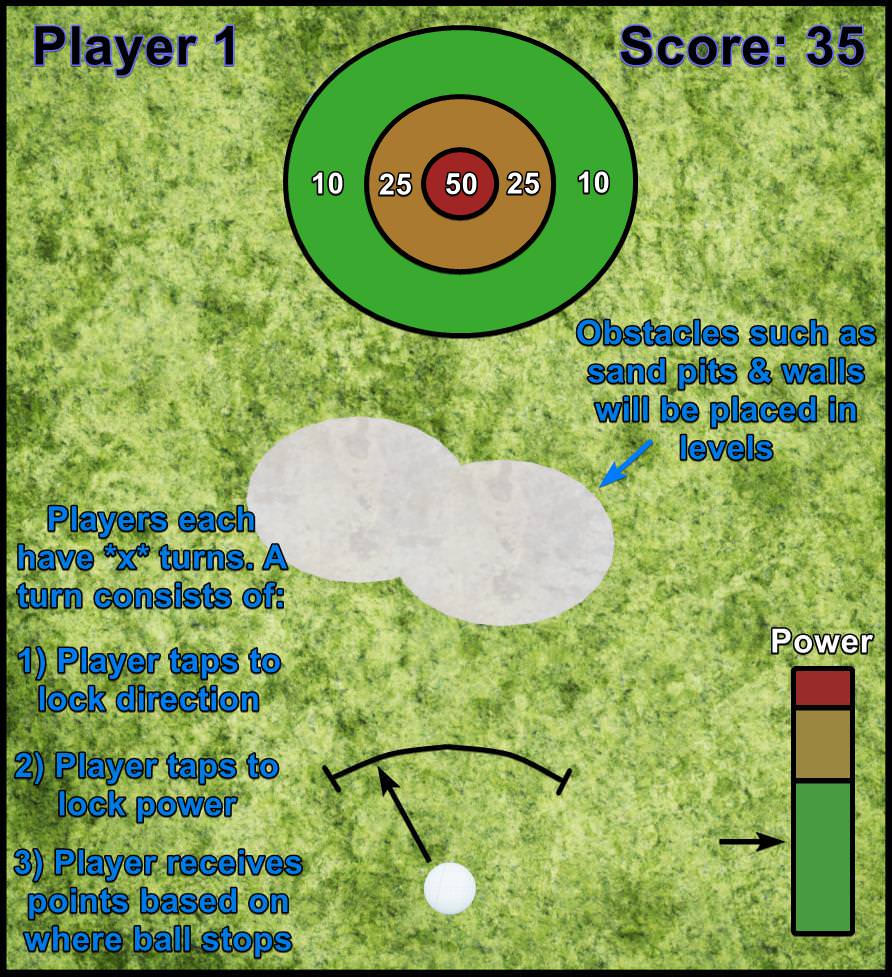 Player 1
Score: 35
10 25 50 25 10
Obstacles such as
sand pits & walls
will be placed in
levels
Players each
have *x* turns. A
turn consists of:
1) Player taps to
lock direction
2) Player taps to
lock power
3) Player receives
points based on
where ball stops
Power